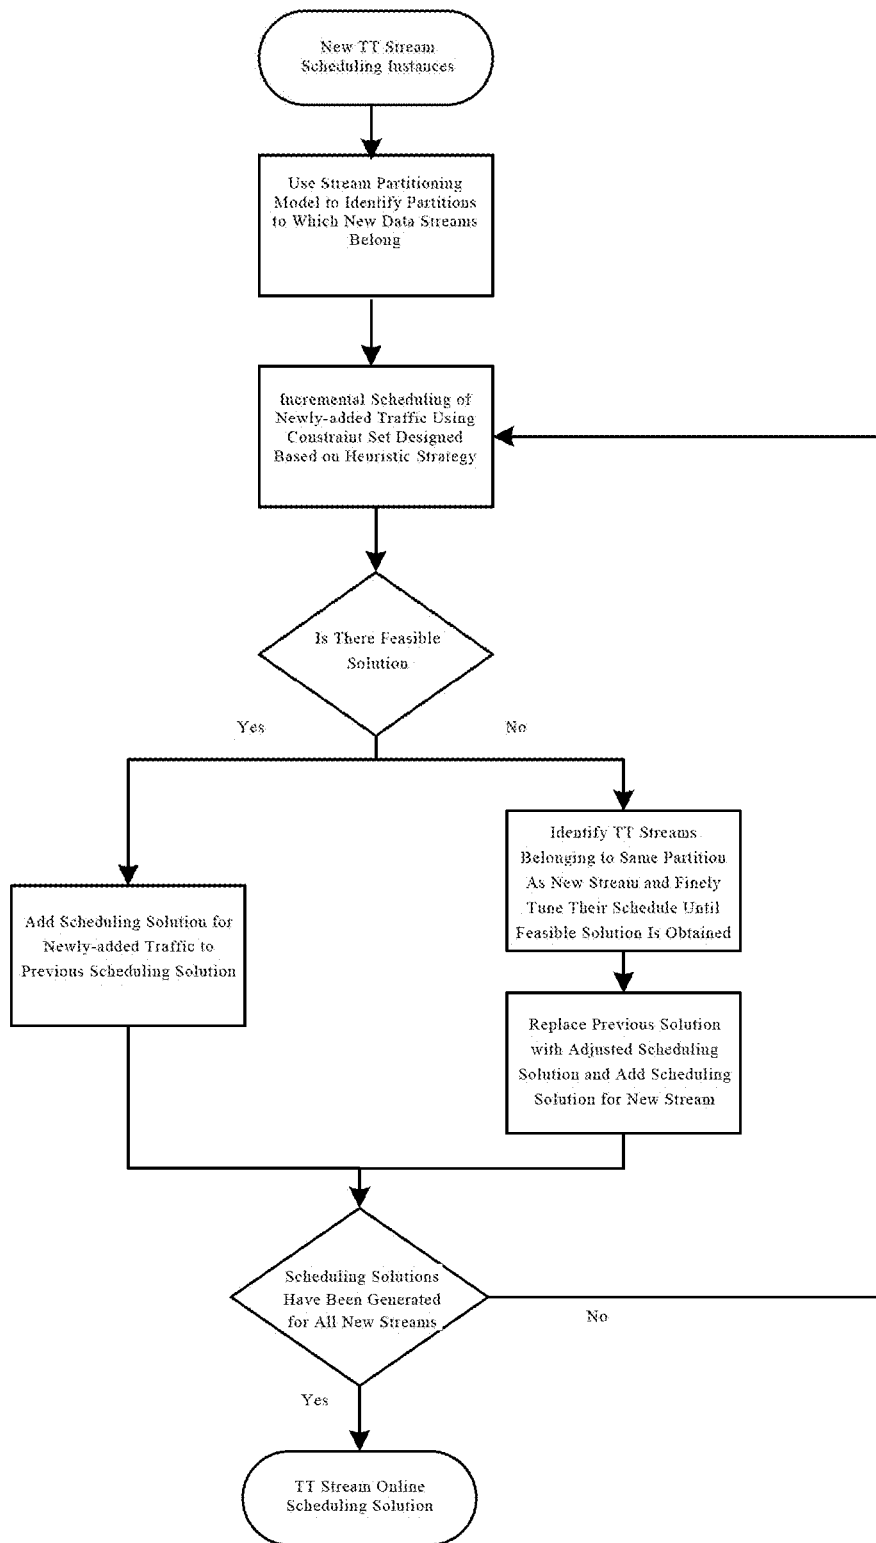 New TT Stream
Scheduling Instances
Use Stream Partitioning
Model to Identify Partitions
to Which New Data Streams
Belong
Incremental Scheduling of
Newly-added Traffic Using
Constraint Set Designed
Based on Heuristic Strategy
Is There Feasible
Solution
Yes
No
Identify TT Streams
Belonging to Same Partition
As New Stream and Finely
Tune Their Schedule Until
Feasible Solution Is Obtained
Add Scheduling Solution for
Newly-added Traffic to
Previous Scheduling Solution
Replace Previous Solution
with Adjusted Scheduling
Solution and Add Scheduling
Solution for New Stream
Scheduling Solutions
Have Been Generated
for All New Streams
No
Yes
TT Stream Online
Scheduling Solution